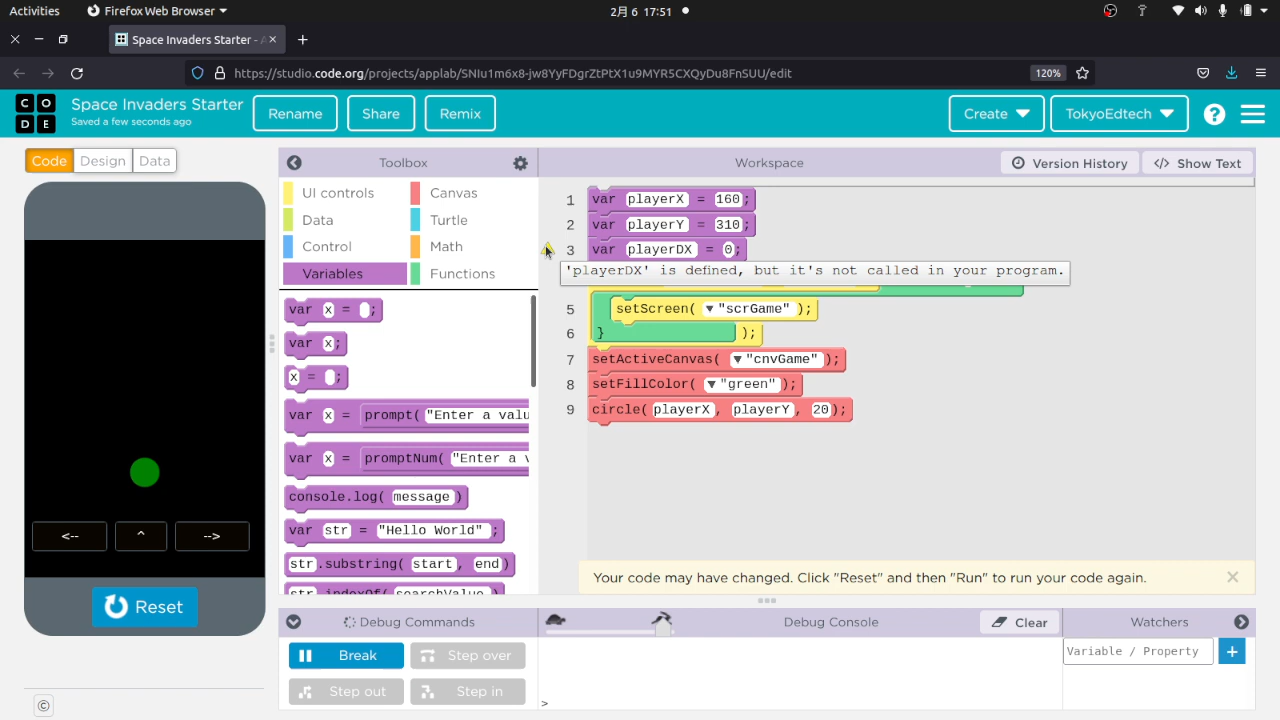 Activities
Firefox Web Browser
2月 6 17:51
Space Invaders Starter - A
https://studio.code.org/projects/applab/SNIu1m6x8-jw8YyFDgrZtPtX1u9MYR5CXQyDu8FnSUU/edit
120%
C O
D E
Space Invaders Starter
Saved a few seconds ago
Rename
Share
Remix
Create
TokyoEdtech
?
Code
Design
Data
Toolbox
Workspace
Version History
</> Show Text
UI controls
Canvas
Data
Turtle
Control
Math
Variables
Functions
var x = ;
var x;
x = ;
var x = prompt( "Enter a valu
var x = promptNum( "Enter a v
console.log( message )
var str = "Hello World" ;
str.substring( start, end)
str.indexOf( searchValue )
1 var playerX = 160;
2 var playerY = 310;
3 var playerDX = 0;
'playerDX' is defined, but it's not called in your program.
5 setScreen( ▼ "scrGame" );
6 } );
7 setActiveCanvas( ▼ "cnvGame" );
8 setFillColor( ▼ "green" );
9 circle( playerX, playerY, 20);
<--
^
-->
Reset
Your code may have changed. Click "Reset" and then "Run" to run your code again.
Debug Commands
Debug Console
Clear
Watchers
Break
Step over
Step out
Step in
Variable / Property
+
>
©